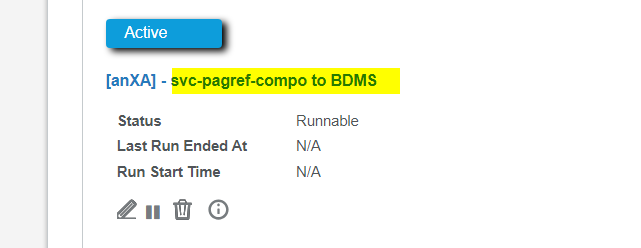 Active
[anXA] - svc-pagref-compo to BDMS
Status Runnable
Last Run Ended At N/A
Run Start Time N/A